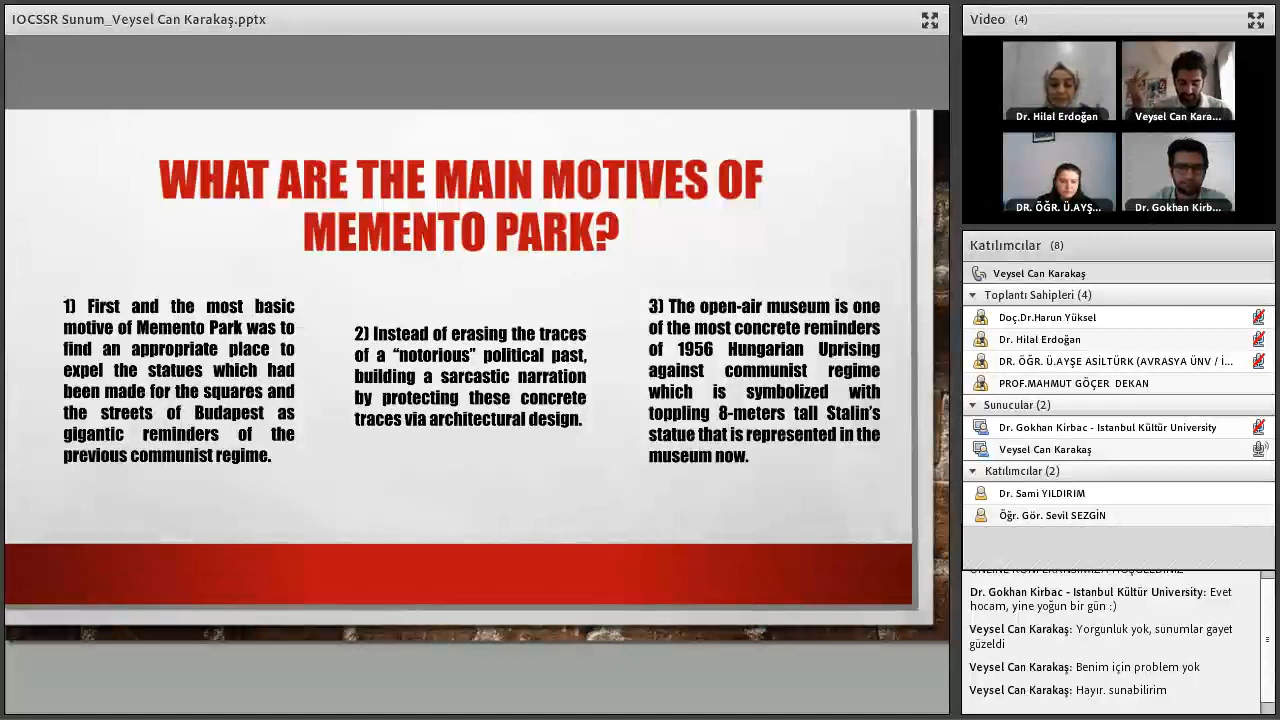 IOCSSR Sunum_Veysel Can Karakaş.pptx
WHAT ARE THE MAIN MOTIVES OF
MEMENTO PARK?
1) First and the most basic
motive of Memento Park was to
find an appropriate place to
expel the statues which had
been made for the squares and
the streets of Budapest as
gigantic reminders of the
previous communist regime.
2) Instead of erasing the traces
of a “notorious” political past,
building a sarcastic narration
by protecting these concrete
traces via architectural design.
3) The open-air museum is one
of the most concrete reminders
of 1956 Hungarian Uprising
against communist regime
which is symbolized with
toppling 8-meters tall Stalin’s
statue that is represented in the
museum now.
Video (4)
Dr. Hilal Erdoğan
Veysel Can Kara...
DR. ÖĞR. Ü.AYŞ...
Dr. Gokhan Kirb...
Katılımcılar (8)
Veysel Can Karakaş
Toplantı Sahipleri (4)
Doç.Dr.Harun Yüksel
Dr. Hilal Erdoğan
DR. ÖĞR. Ü.AYŞE ASİLTÜRK (AVRASYA ÜNV / İ...
PROF.MAHMUT GÖÇER DEKAN
Sunucular (2)
Dr. Gokhan Kirbac - Istanbul Kültür University
Veysel Can Karakaş
Katılımcılar (2)
Dr. Sami YILDIRIM
Öğr. Gör. Sevil SEZGİN
Dr. Gokhan Kirbac - Istanbul Kültür University: Evet
hocam, yine yoğun bir gün :)
Veysel Can Karakaş: Yorgunluk yok, sunumlar gayet
güzeldi
Veysel Can Karakaş: Benim için problem yok
Veysel Can Karakaş: Hayır. sunabilirim